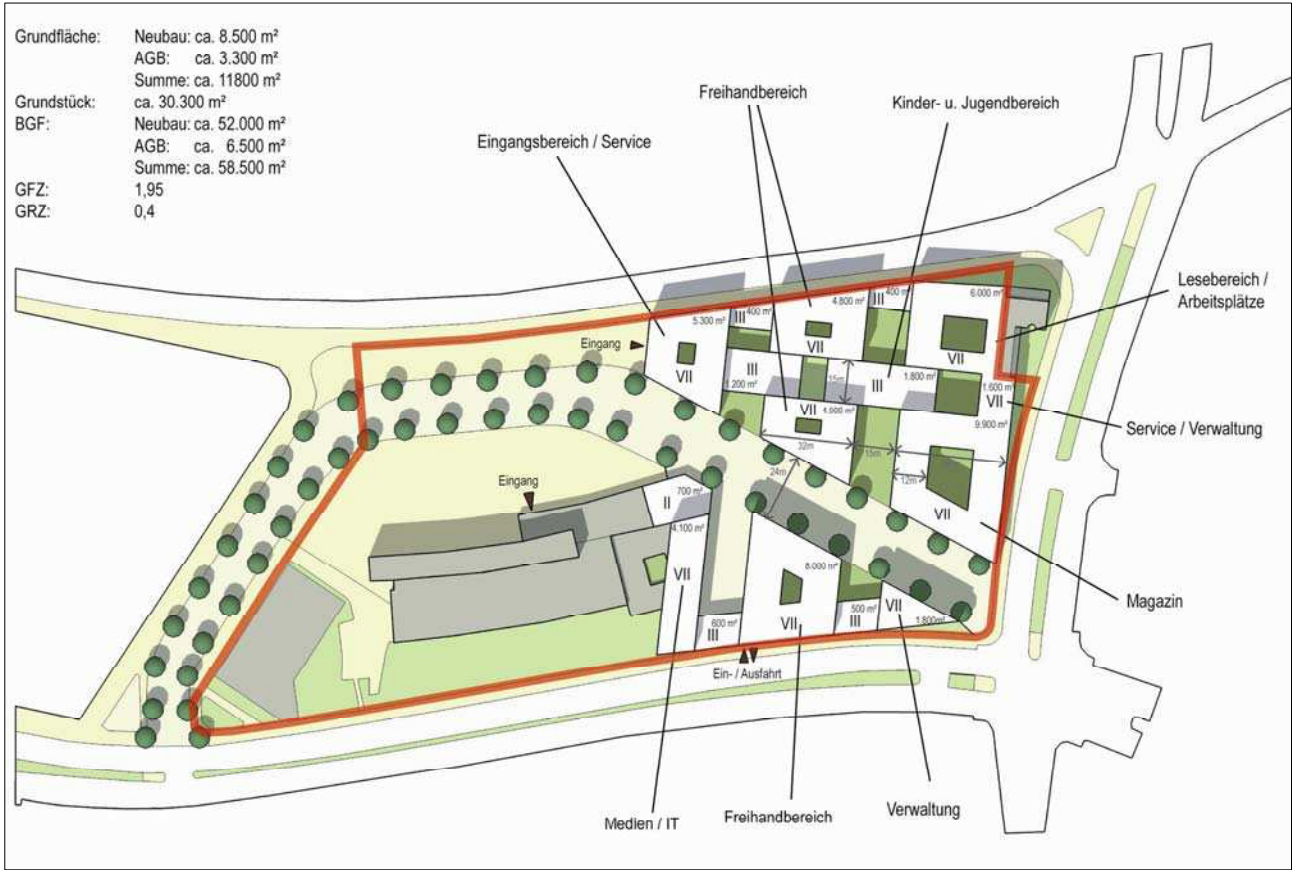 Grundfläche: Neubau: ca. 8.500 m²
AGB: ca. 3.300 m²
Summe: ca. 11800 m²
Grundstück: ca. 30.300 m²
BGF: Neubau: ca. 52.000 m²
AGB: ca. 6.500 m²
Summe: ca. 58.500 m²
GFZ: 1,95
GRZ: 0,4
Freihandbereich
Kinder- u. Jugendbereich
Eingangsbereich / Service
Lesebereich /
Arbeitsplätze
Service / Verwaltung
Magazin
Verwaltung
Freihandbereich
Medien / IT
Eingang
5.300 m²
VII
400 m²
III
4.800 m²
VII
400 m²
III
6.000 m²
VII
III
1.200 m²
15m
III
1.800 m²
1.600 m²
VII
VII
32m
15m
9.900 m²
12m
VII
24m
Eingang
700 m²
II
4.100 m²
VII
600 m²
III
8.000 m²
VII
500 m²
III
VII
1.800m²
Ein- / Ausfahrt